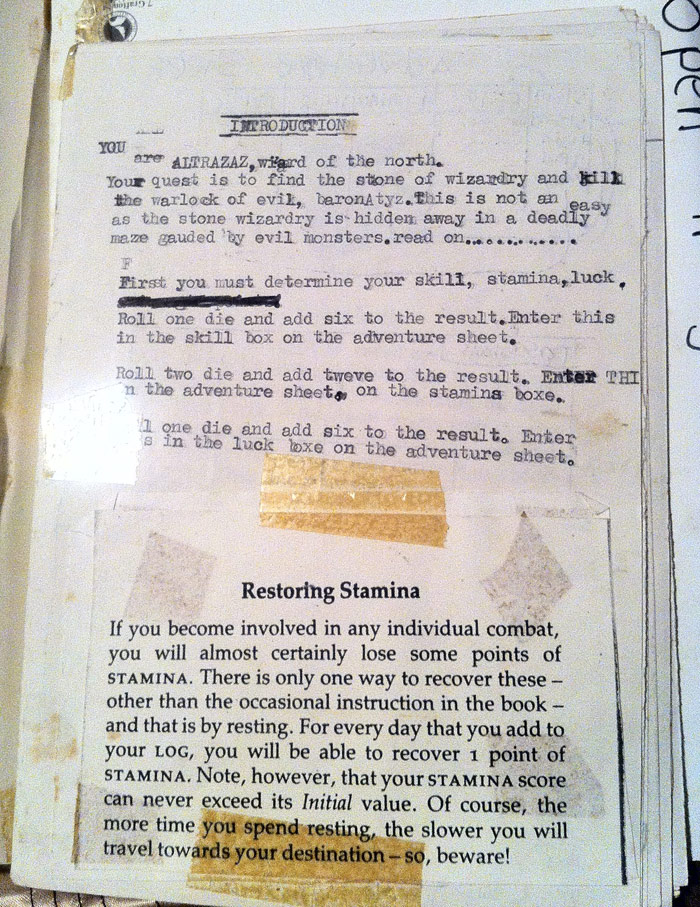 7 Grafton
open
INTRODUCTION
YOU
are ALTRAZAZ,wizard of the north.
Your quest is to find the stone of wizardry and kill
the warlock of evil, baronAtyz.This is not an easy
as the stone wizardry is hidden away in a deadly
maze gauded by evil monsters.read on.............
F
First you must determine your skill, stamina,luck.
Roll one die and add six to the result.Enter this
in the skill box on the adventure sheet.
Roll two die and add tweve to the result. Enter THI
n the adventure sheet, on the stamina boxe.
ll one die and add six to the result. Enter
s in the luck boxe on the adventure sheet.
Restoring Stamina
If you become involved in any individual combat,
you will almost certainly lose some points of
STAMINA. There is only one way to recover these –
other than the occasional instruction in the book –
and that is by resting. For every day that you add to
your LOG, you will be able to recover 1 point of
STAMINA. Note, however, that your STAMINA score
can never exceed its Initial value. Of course, the
more time you spend resting, the slower you will
travel towards your destination – so, beware!